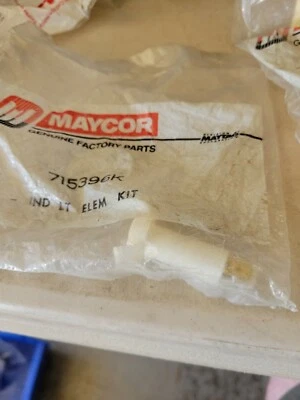 MAYCOR
GENUINE FACTORY PARTS
715396K
IND LT ELEM KIT